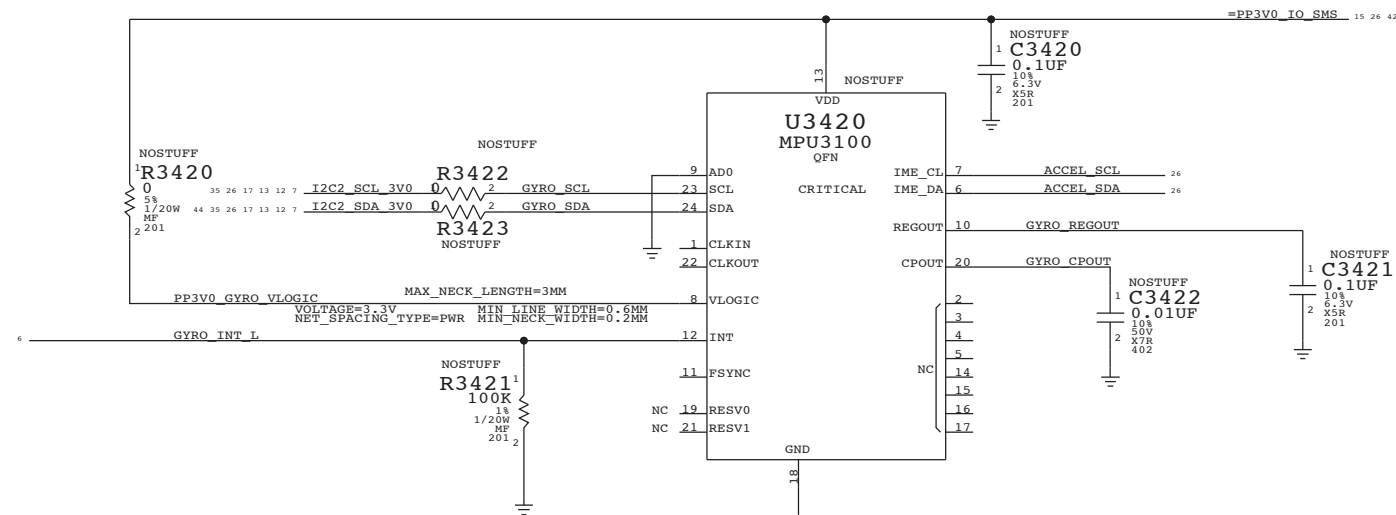 =PP3V0_IO_SMS 15 26 42
NOSTUFF
1 C3420
0.1UF
10%
6.3V
2 X5R
201
13
NOSTUFF
VDD
U3420
MPU3100
QFN
CRITICAL
NOSTUFF
1 R3420
0
5%
1/20W
MF
201
2
NOSTUFF
R3422
35 26 17 13 12 7 I2C2_SCL_3V0 1 0 2 GYRO_SCL
44 35 26 17 13 12 7 I2C2_SDA_3V0 1 0 2 GYRO_SDA
R3423
NOSTUFF
9 AD0
23 SCL
24 SDA
1 CLKIN
22 CLKOUT
8 VLOGIC
12 INT
11 FSYNC
NC 19 RESV0
NC 21 RESV1
IME_CL 7 ACCEL_SCL 26
IME_DA 6 ACCEL_SDA 26
REGOUT 10 GYRO_REGOUT
CPOUT 20 GYRO_CPOUT
NC
2
3
4
5
14
15
16
17
GND
18
PP3V0_GYRO_VLOGIC
MAX_NECK_LENGTH=3MM
VOLTAGE=3.3V MIN_LINE_WIDTH=0.6MM
NET_SPACING_TYPE=PWR MIN_NECK_WIDTH=0.2MM
6 GYRO_INT_L
NOSTUFF
R3421 1
100K
1%
1/20W
MF
201 2
NOSTUFF
1 C3422
0.01UF
10%
50V
2 X7R
402
NOSTUFF
1 C3421
0.1UF
10%
6.3V
2 X5R
201